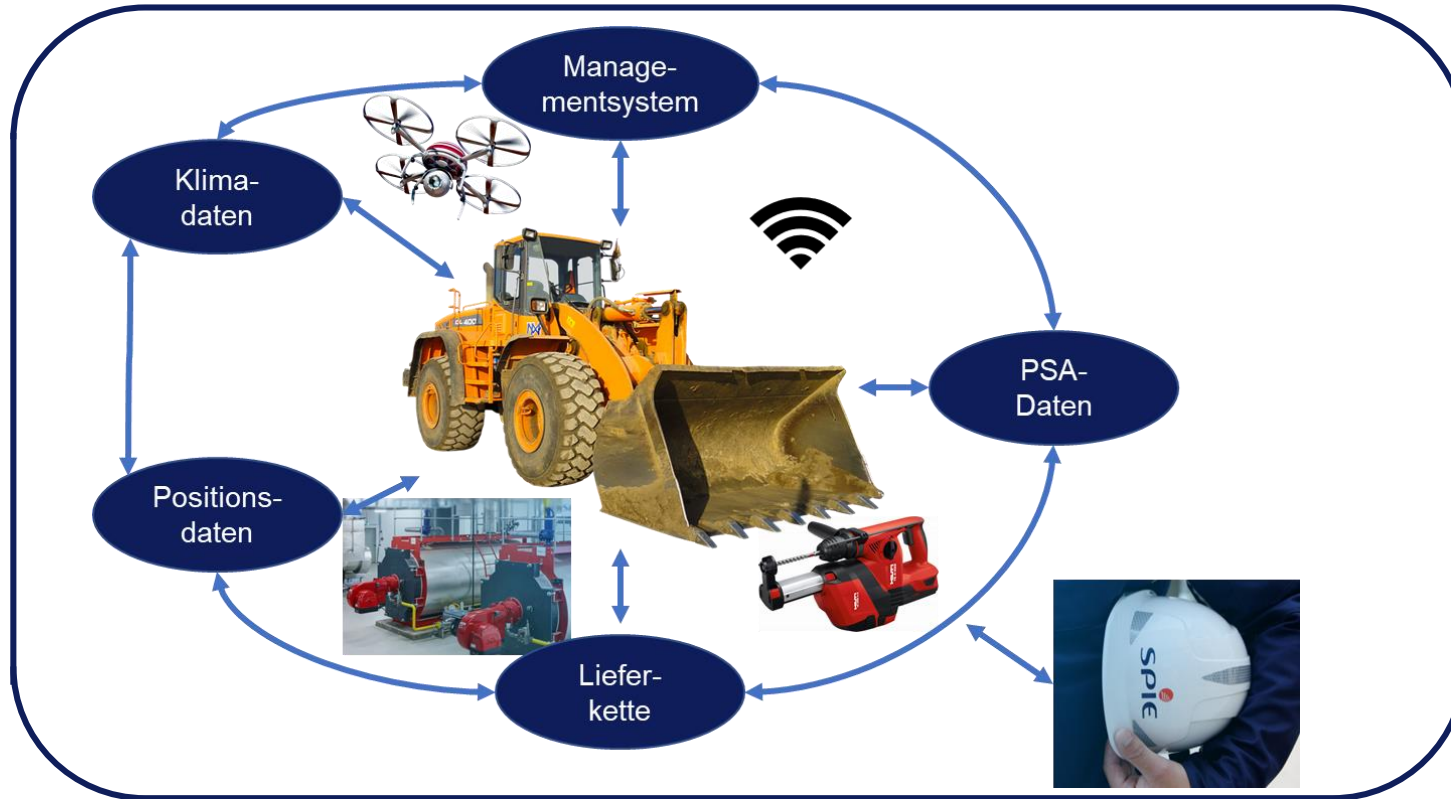 Manage-
mentsystem
Klima-
daten
PSA-
Daten
Positions-
daten
Liefer-
kette
SPIE